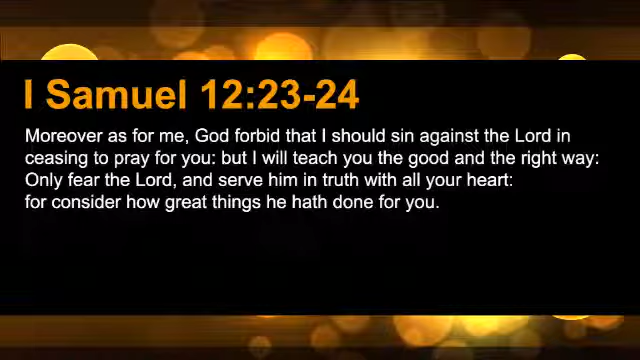 I Samuel 12:23-24
Moreover as for me, God forbid that I should sin against the Lord in
ceasing to pray for you: but I will teach you the good and the right way:
Only fear the Lord, and serve him in truth with all your heart:
for consider how great things he hath done for you.